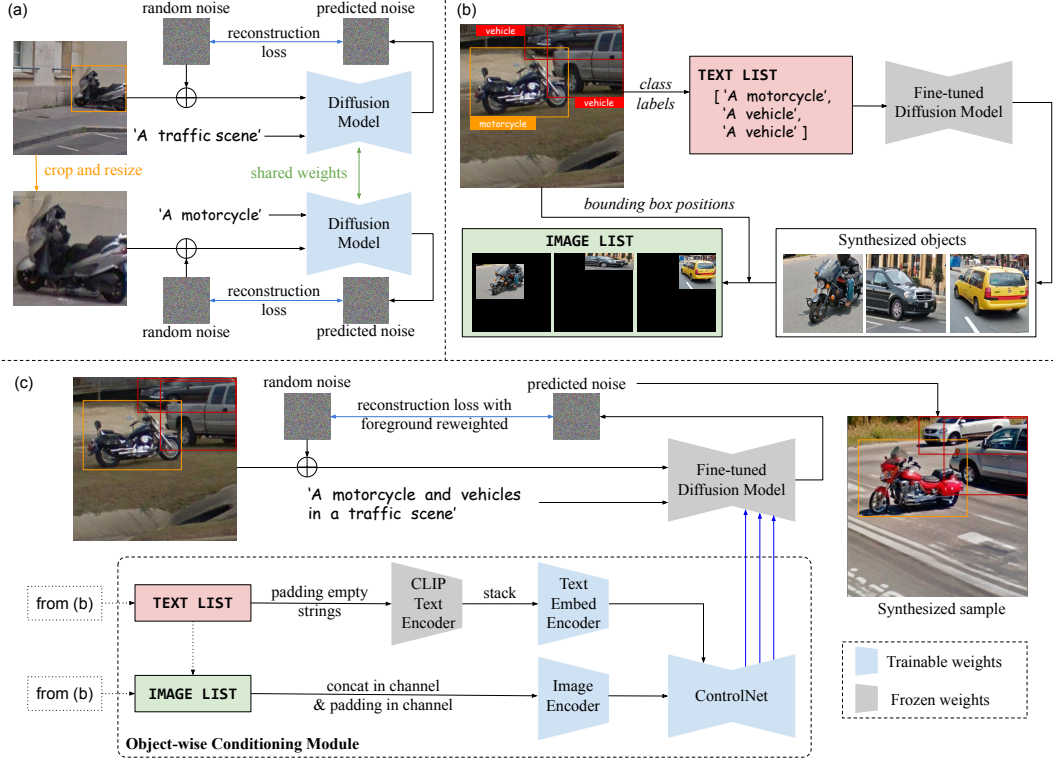 (a)
random noise
predicted noise
reconstruction
loss
Diffusion
Model
'A traffic scene'
crop and resize
shared weights
'A motorcycle'
Diffusion
Model
reconstruction
loss
random noise
predicted noise
(b)
vehicle
vehicle
motorcycle
class
labels
TEXT LIST
[ 'A motorcycle',
'A vehicle',
'A vehicle' ]
Fine-tuned
Diffusion Model
bounding box positions
IMAGE LIST
Synthesized objects
(c)
random noise
predicted noise
reconstruction loss with
foreground reweighted
Fine-tuned
Diffusion Model
'A motorcycle and vehicles
in a traffic scene'
Synthesized sample
from (b)
TEXT LIST
padding empty
strings
CLIP
Text
Encoder
stack
Text
Embed
Encoder
from (b)
IMAGE LIST
concat in channel
& padding in channel
Image
Encoder
ControlNet
Object-wise Conditioning Module
Trainable weights
Frozen weights